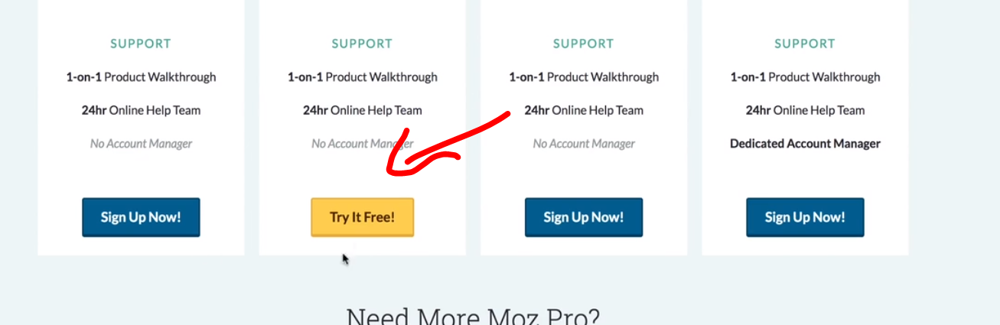 SUPPORT
1-on-1 Product Walkthrough
24hr Online Help Team
No Account Manager
Sign Up Now!
SUPPORT
1-on-1 Product Walkthrough
24hr Online Help Team
No Account Manager
Try It Free!
SUPPORT
1-on-1 Product Walkthrough
24hr Online Help Team
No Account Manager
Sign Up Now!
SUPPORT
1-on-1 Product Walkthrough
24hr Online Help Team
Dedicated Account Manager
Sign Up Now!
Need More Moz Pro?